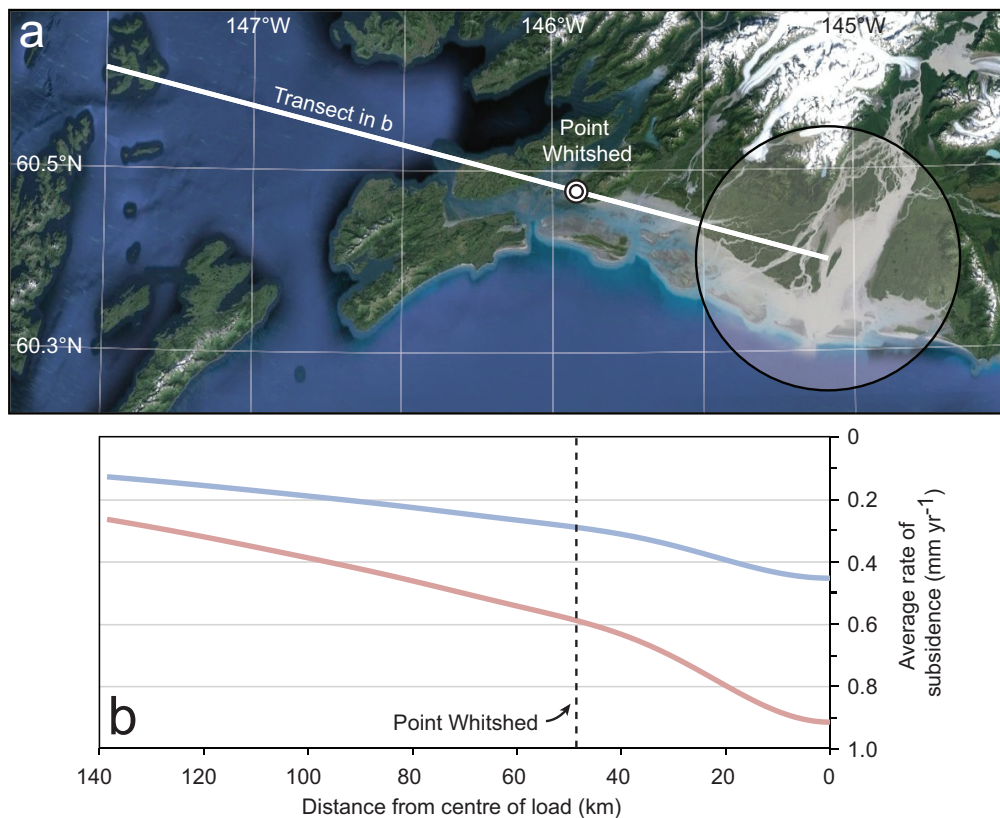 a
147°W
146°W
145°W
Transect in b
Point
Whitshed
60.5°N
60.3°N
0
0.2
0.4
0.6
0.8
1.0
Average rate of
subsidence (mm yr-1)
b
Point Whitshed
140
120
100
80
60
40
20
0
Distance from centre of load (km)